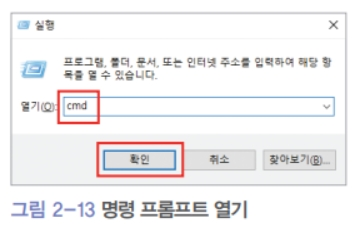 실행
프로그램, 폴더, 문서, 또는 인터넷 주소를 입력하여 해당 항
목을 열 수 있습니다.
열기(O): cmd
확인 취소 찾아보기(B)...
그림 2-13 명령 프롬프트 열기